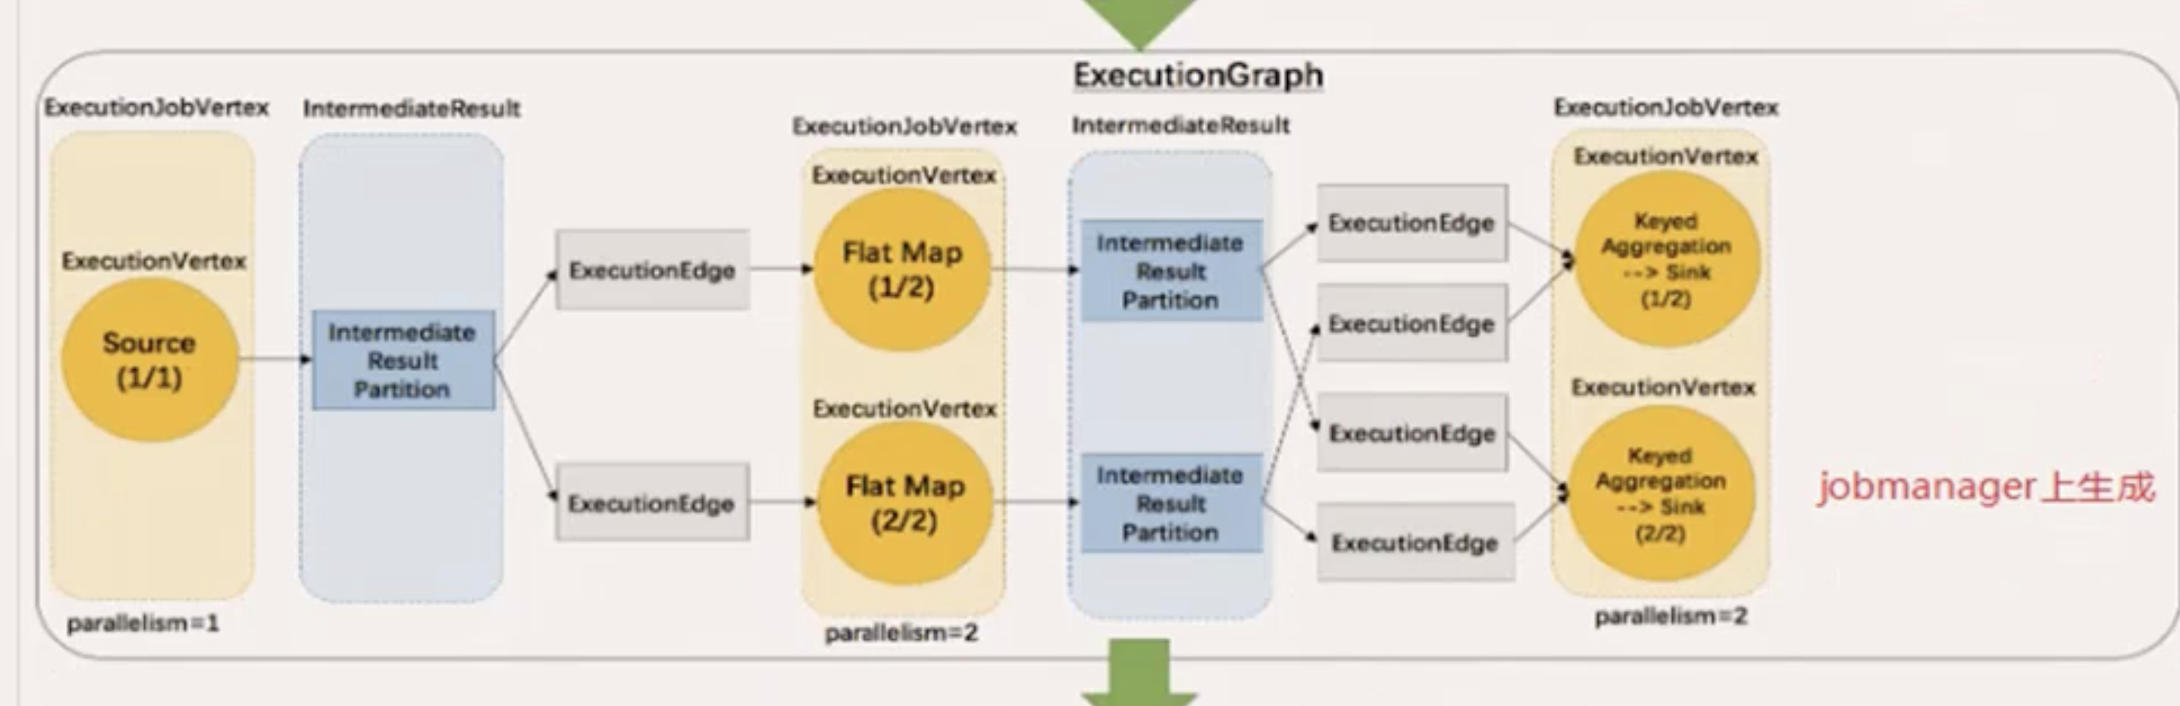 ExecutionGraph
ExecutionJobVertex
IntermediateResult
ExecutionJobVertex
IntermediateResult
ExecutionJobVertex
ExecutionVertex
Source
(1/1)
parallelism=1
Intermediate
Result
Partition
ExecutionEdge
ExecutionEdge
ExecutionVertex
Flat Map
(1/2)
ExecutionVertex
Flat Map
(2/2)
parallelism=2
Intermediate
Result
Partition
Intermediate
Result
Partition
ExecutionEdge
ExecutionEdge
ExecutionEdge
ExecutionEdge
ExecutionVertex
Keyed
Aggregation
--> Sink
(1/2)
ExecutionVertex
Keyed
Aggregation
--> Sink
(2/2)
parallelism=2
jobmanager上生成